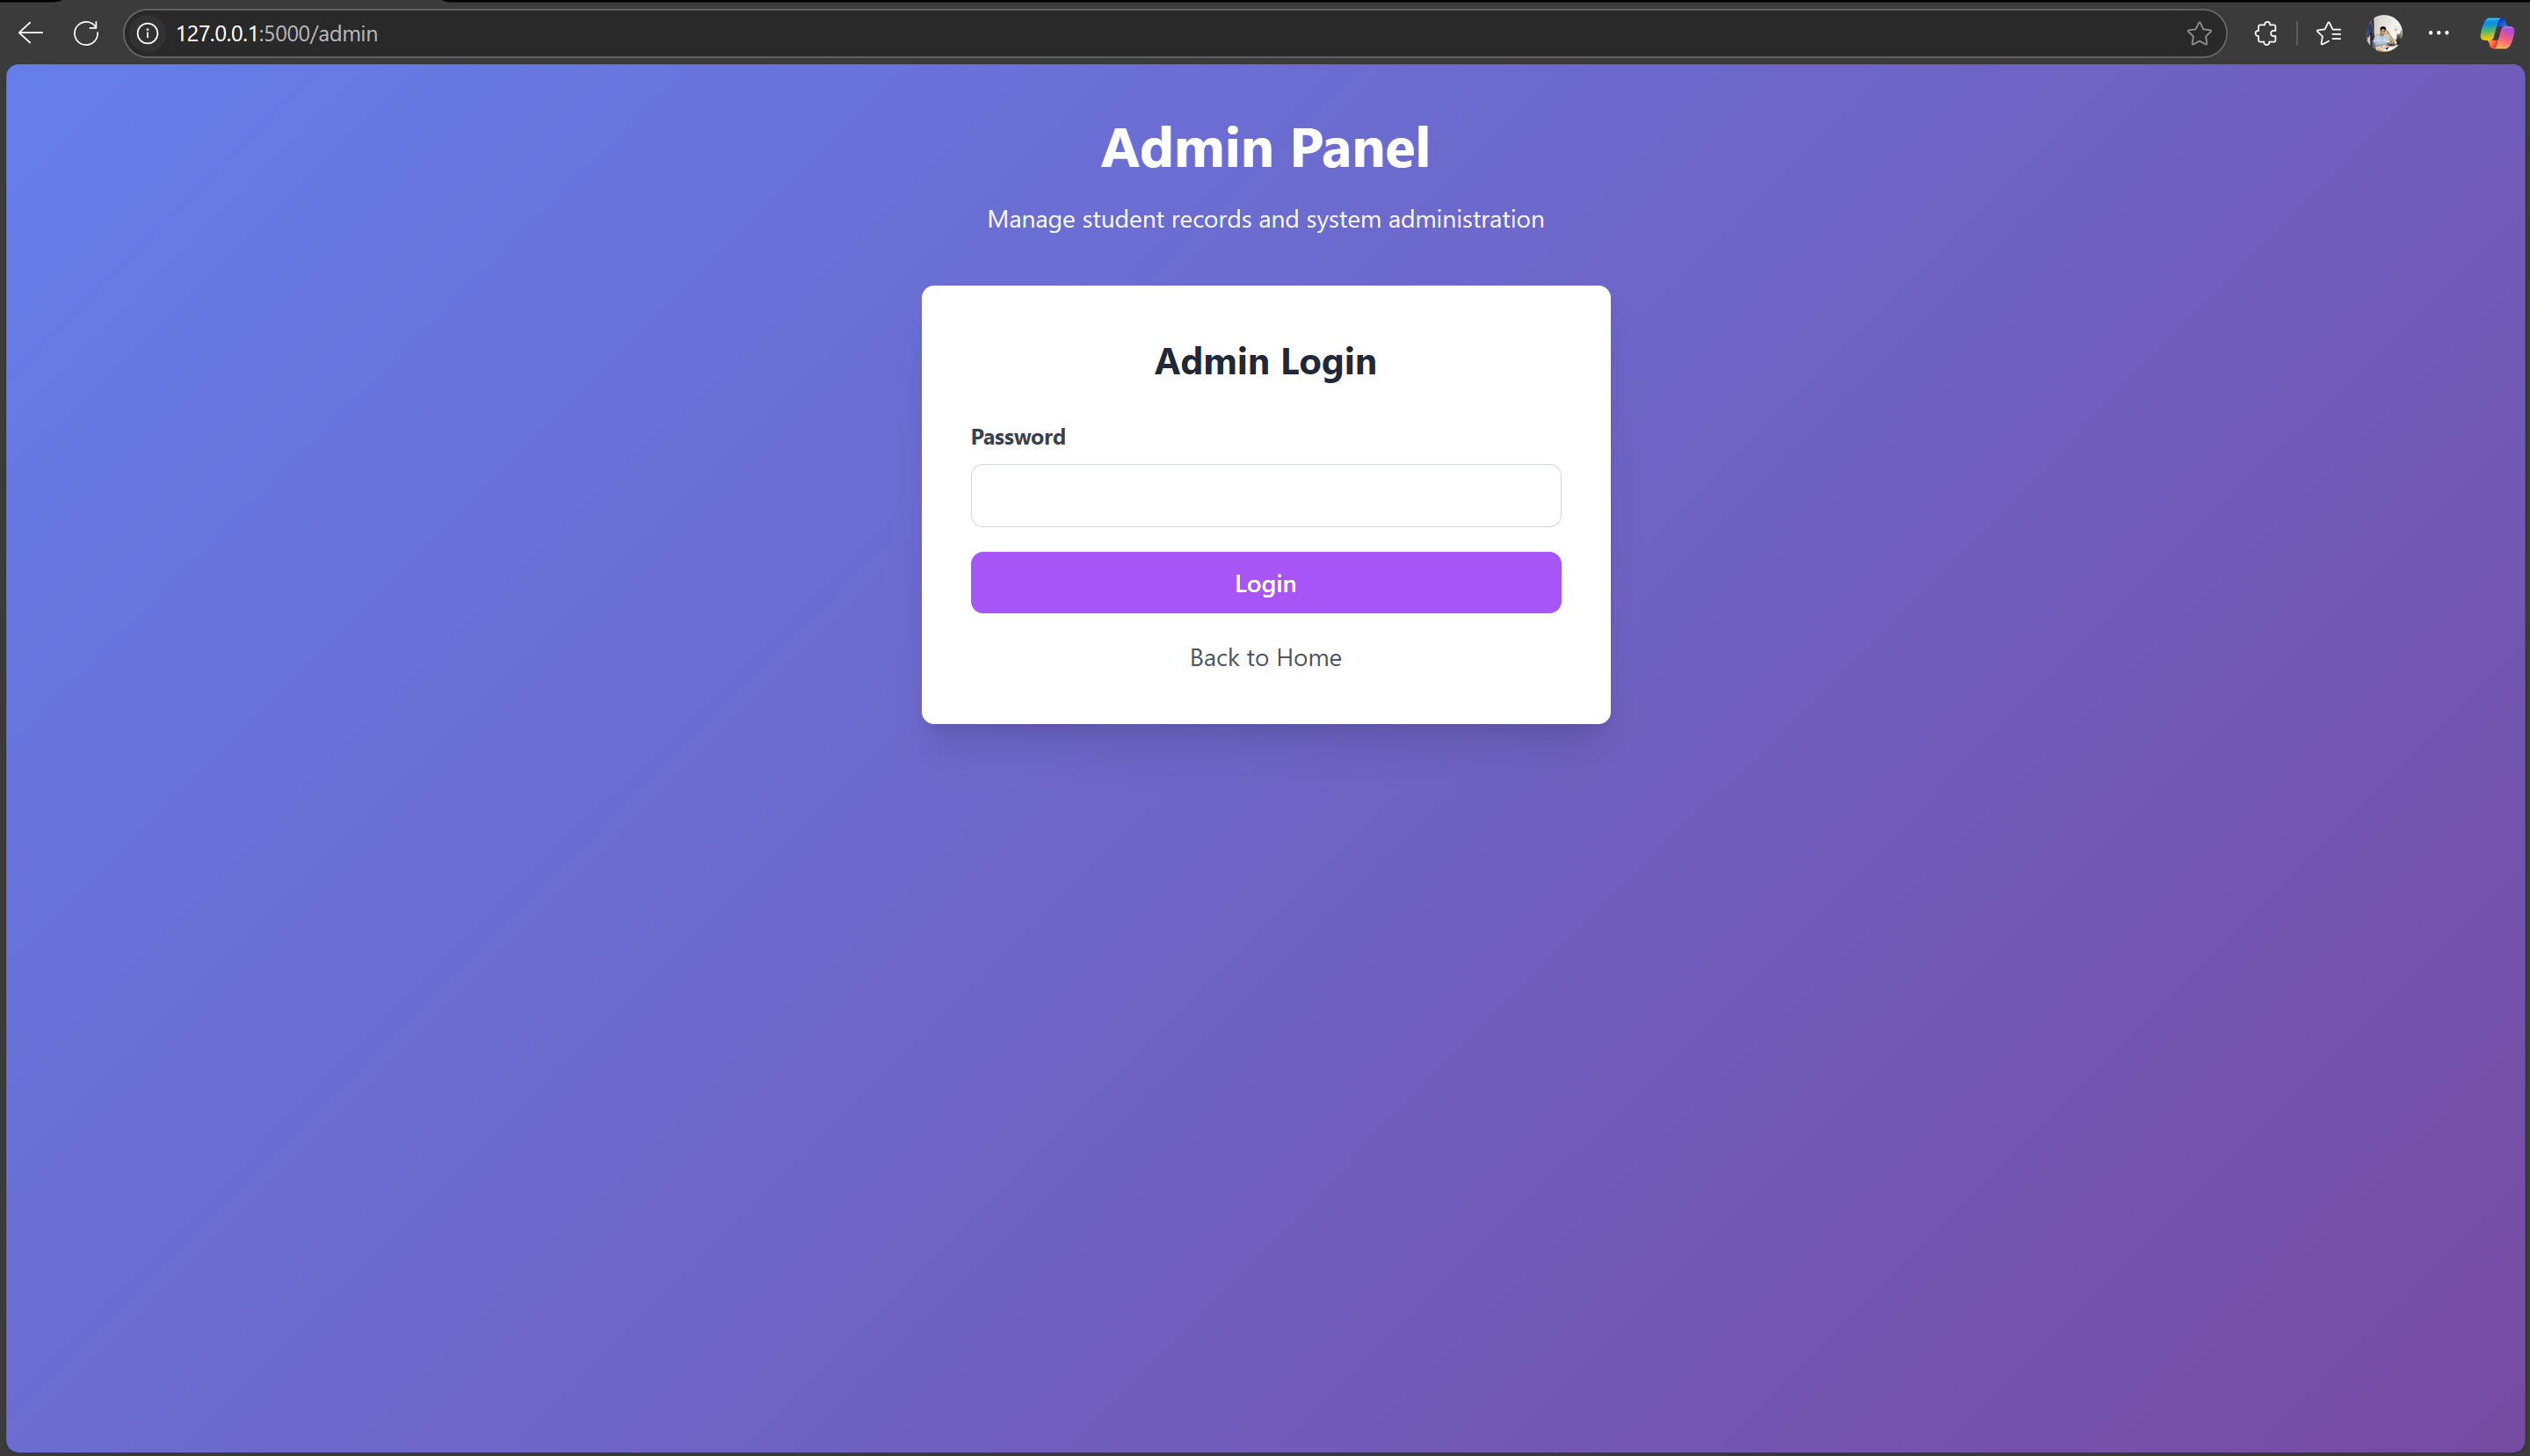 127.0.0.1:5000/admin
Admin Panel
Manage student records and system administration
Admin Login
Password
Login
Back to Home